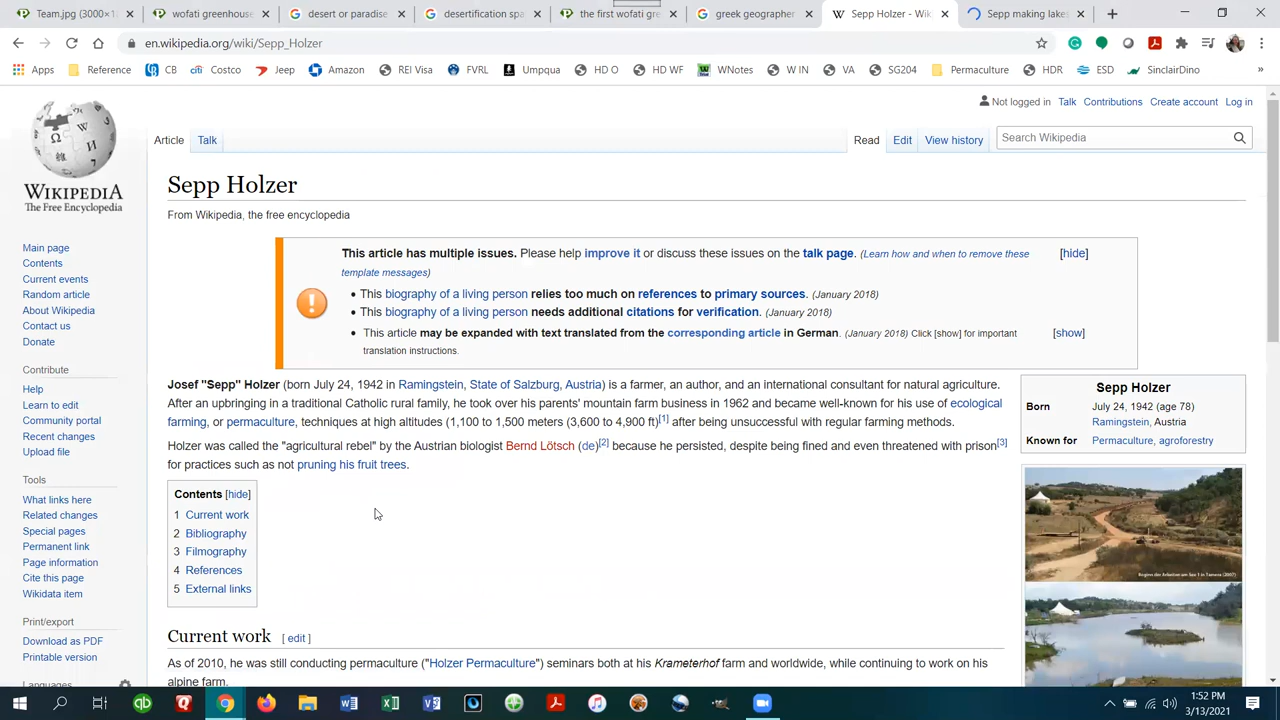 Team.jpg (3000×1
wofati greenhouse
desert or paradise
desertification spa
the first wofati gre
greek geographer
Sepp Holzer - Wiki
Sepp making lakes
en.wikipedia.org/wiki/Sepp_Holzer
Apps Reference CB Costco Jeep Amazon REI Visa FVRL Umpqua HD O HD WF WNotes W IN VA SG204 Permaculture HDR ESD SinclairDino »
Not logged in Talk Contributions Create account Log in
Article Talk Read Edit View history Search Wikipedia
WIKIPEDIA
The Free Encyclopedia
Main page
Contents
Current events
Random article
About Wikipedia
Contact us
Donate
Contribute
Help
Learn to edit
Community portal
Recent changes
Upload file
Tools
What links here
Related changes
Special pages
Permanent link
Page information
Cite this page
Wikidata item
Print/export
Download as PDF
Printable version
Languages
Sepp Holzer
From Wikipedia, the free encyclopedia
This article has multiple issues. Please help improve it or discuss these issues on the talk page. (Learn how and when to remove these [hide]
template messages)
• This biography of a living person relies too much on references to primary sources. (January 2018)
• This biography of a living person needs additional citations for verification. (January 2018)
• This article may be expanded with text translated from the corresponding article in German. (January 2018) Click [show] for important [show]
translation instructions.
Josef "Sepp" Holzer (born July 24, 1942 in Ramingstein, State of Salzburg, Austria) is a farmer, an author, and an international consultant for natural agriculture.
After an upbringing in a traditional Catholic rural family, he took over his parents' mountain farm business in 1962 and became well-known for his use of ecological
farming, or permaculture, techniques at high altitudes (1,100 to 1,500 meters (3,600 to 4,900 ft)[1] after being unsuccessful with regular farming methods.
Holzer was called the "agricultural rebel" by the Austrian biologist Bernd Lötsch (de)[2] because he persisted, despite being fined and even threatened with prison[3]
for practices such as not pruning his fruit trees.
Contents [hide]
1 Current work
2 Bibliography
3 Filmography
4 References
5 External links
Current work [ edit ]
As of 2010, he was still conducting permaculture ("Holzer Permaculture") seminars both at his Krameterhof farm and worldwide, while continuing to work on his
alpine farm.
Sepp Holzer
Born July 24, 1942 (age 78)
Ramingstein, Austria
Known for Permaculture, agroforestry
1:52 PM
3/13/2021